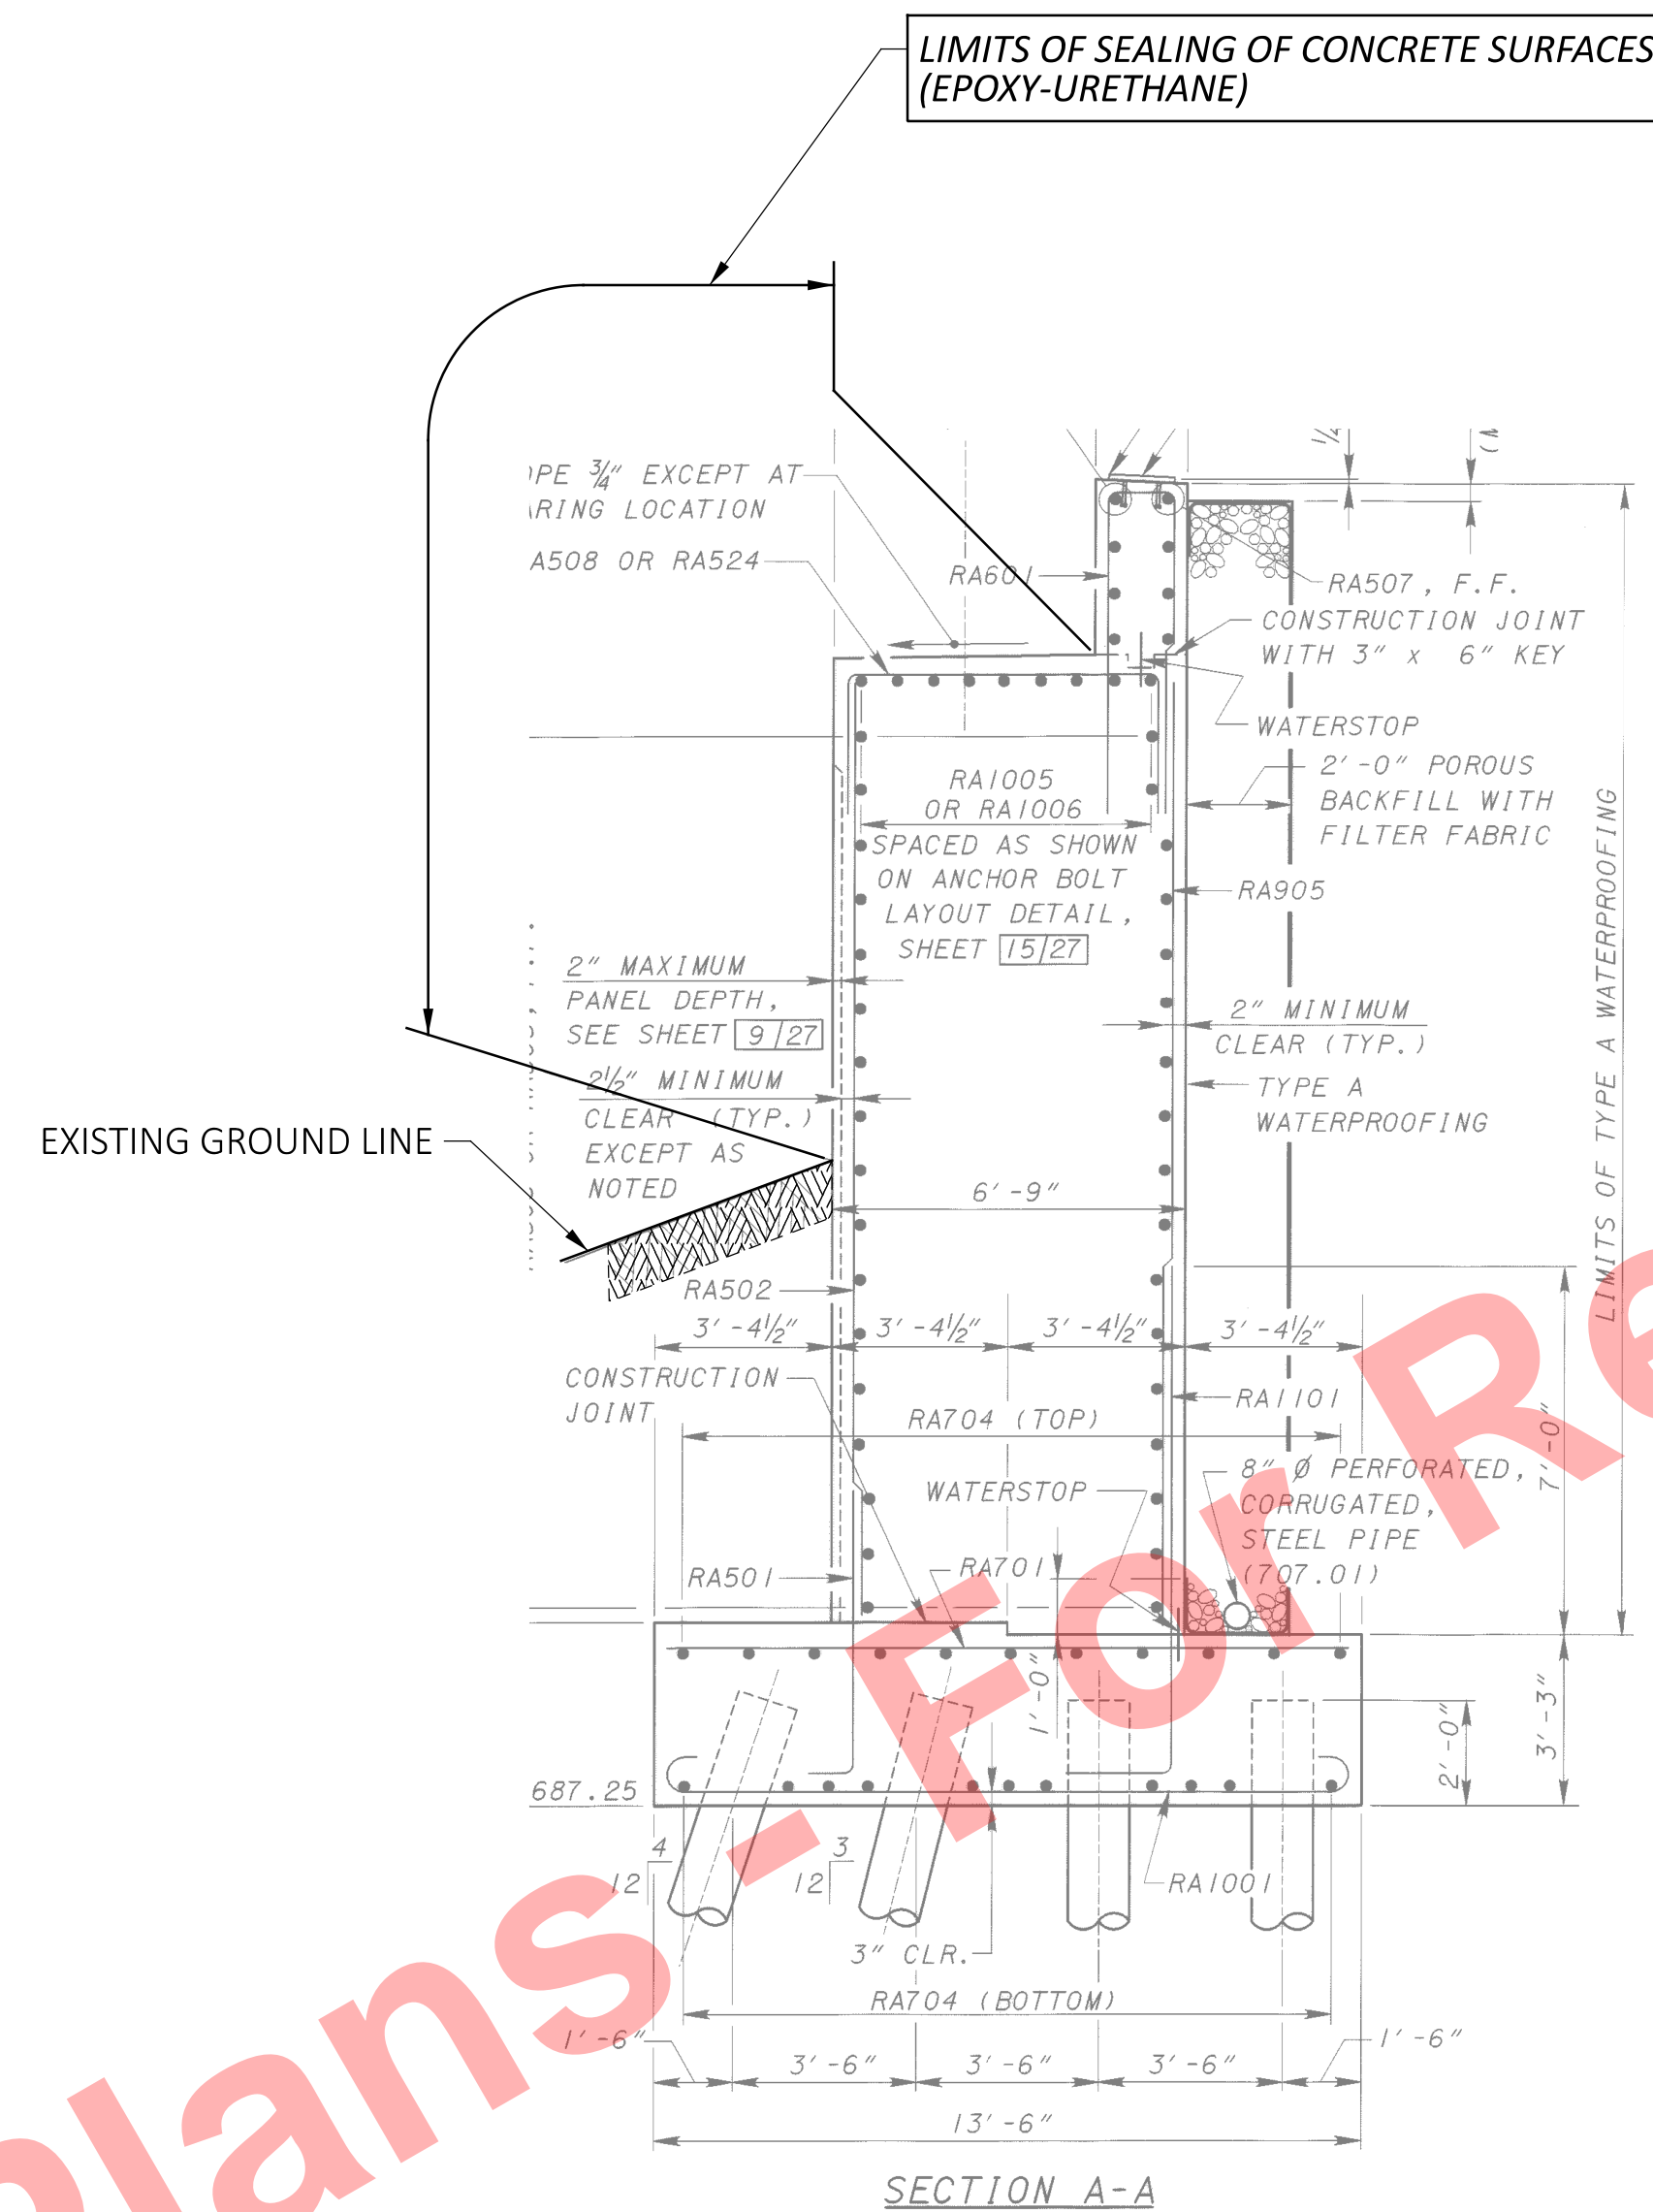 LIMITS OF SEALING OF CONCRETE SURFACES
(EPOXY-URETHANE)
3/4" EXCEPT AT
LOCATION
A508 OR RA524
RA601
RA507, F.F.
CONSTRUCTION JOINT
WITH 3" x 6" KEY
WATERSTOP
2'-0" POROUS
BACKFILL WITH
FILTER FABRIC
RA1005
OR RA1006
SPACED AS SHOWN
ON ANCHOR BOLT
LAYOUT DETAIL,
SHEET 15/27
RA905
LIMITS OF TYPE A WATERPROOFING
2" MAXIMUM
PANEL DEPTH,
SEE SHEET 9/27
2" MINIMUM
CLEAR (TYP.)
2½" MINIMUM
CLEAR (TYP.)
EXCEPT AS
NOTED
TYPE A
WATERPROOFING
EXISTING GROUND LINE
6'-9"
RA502
3'-4½" 3'-4½" 3'-4½" 3'-4½"
CONSTRUCTION
JOINT
RA704 (TOP)
RA1101
7'-0"
WATERSTOP
8" Ø PERFORATED,
CORRUGATED,
STEEL PIPE
(707.01)
RA501
RA701
1'-0"
2'-0"
3'-3"
687.25
4
12
3
12
RA1001
3" CLR.
RA704 (BOTTOM)
1'-6" 3'-6" 3'-6" 3'-6" 1'-6"
13'-6"
SECTION A-A
Plans - For Re